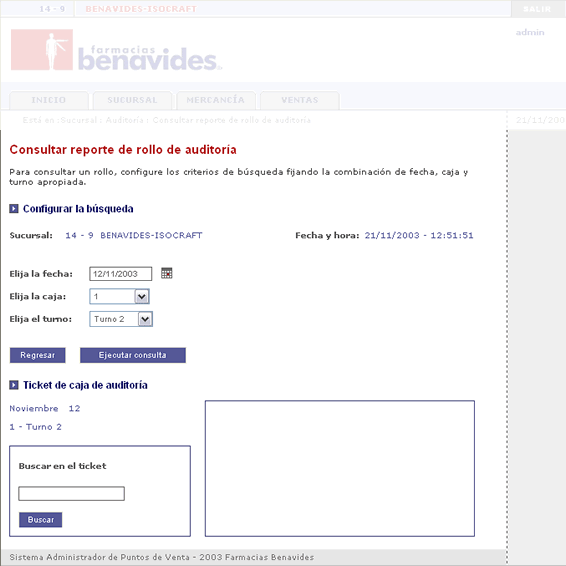 14 - 9 BENAVIDES-ISOCRAFT SALIR
admin
farmacias
benavides
INICIO SUCURSAL MERCANCÍA VENTAS
Está en : Sucursal : Auditoría : Consultar reporte de rollo de auditoría 21/11/200
Consultar reporte de rollo de auditoría
Para consultar un rollo, configure los criterios de búsqueda fijando la combinación de fecha, caja y
turno apropiada.
Configurar la búsqueda
Sucursal: 14 - 9 BENAVIDES-ISOCRAFT Fecha y hora: 21/11/2003 - 12:51:51
Elija la fecha: 12/11/2003
Elija la caja: 1
Elija el turno: Turno 2
Regresar Ejecutar consulta
Ticket de caja de auditoría
Noviembre 12
1 - Turno 2
Buscar en el ticket
Buscar
Sistema Administrador de Puntos de Venta - 2003 Farmacias Benavides